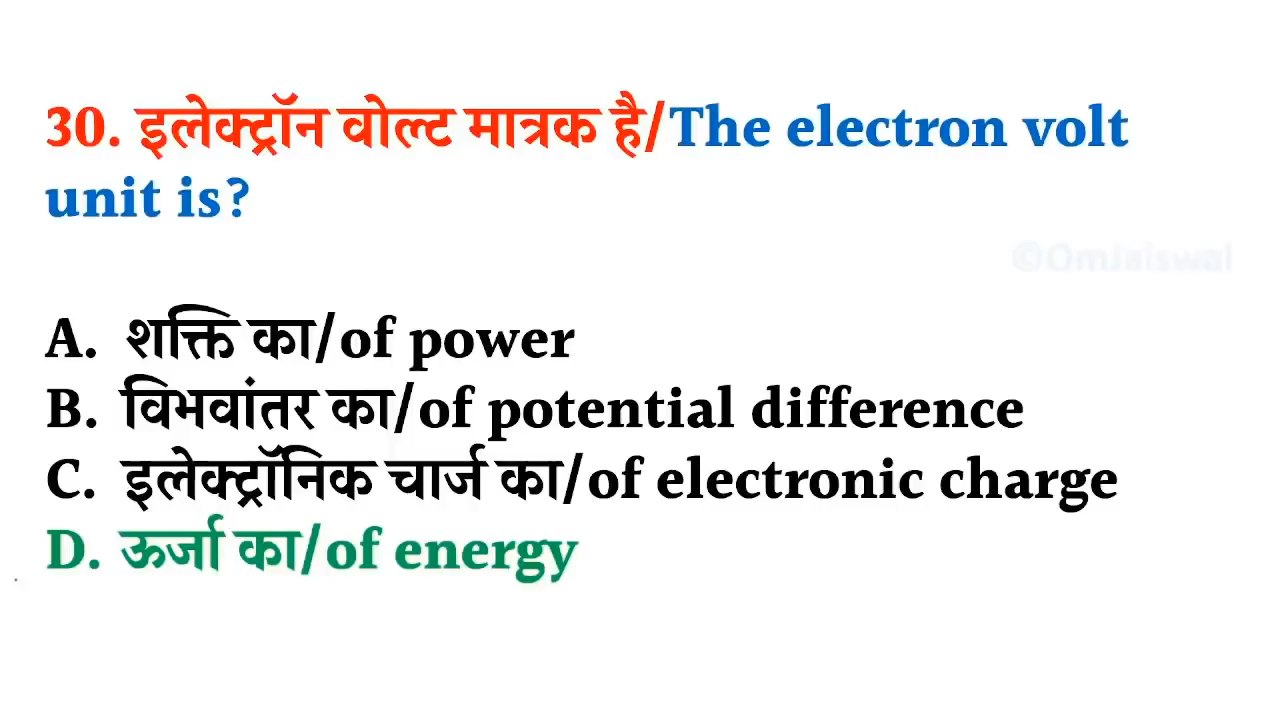 30. इलेक्ट्रॉन वोल्ट मात्रक है/The electron volt
unit is?
©OmJaiswal
A. शक्ति का/of power
B. विभवांतर का/of potential difference
C. इलेक्ट्रॉनिक चार्ज का/of electronic charge
D. ऊर्जा का/of energy